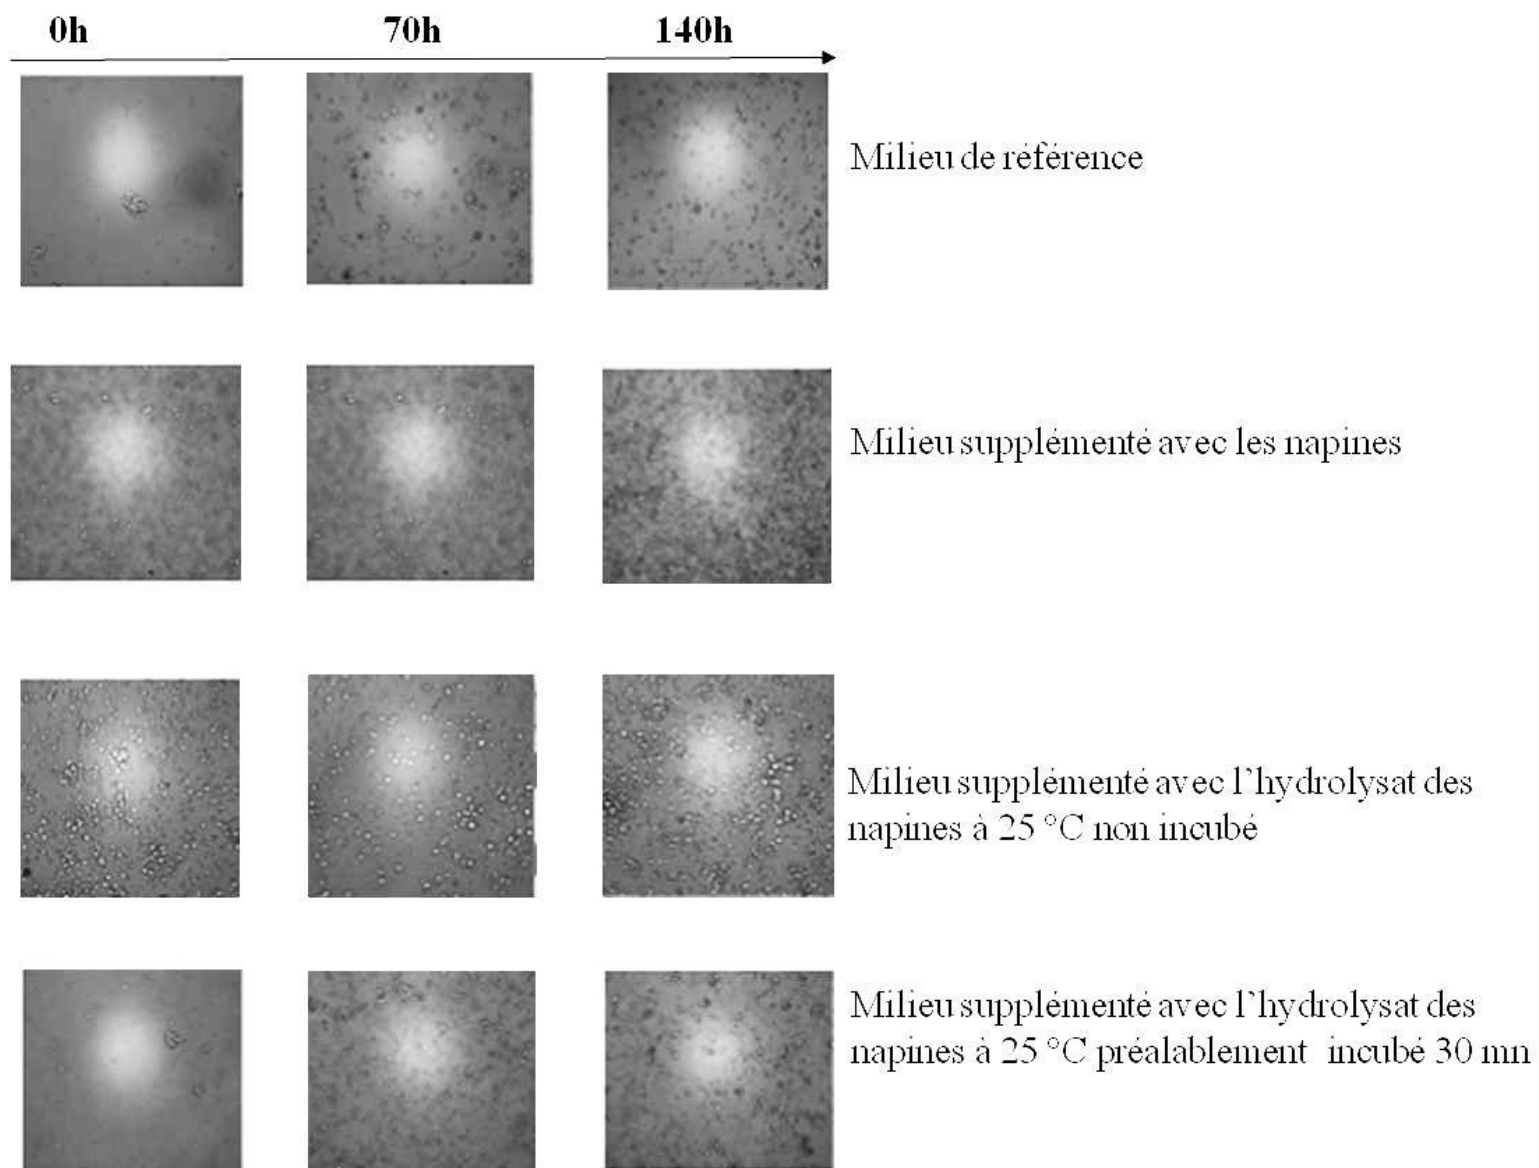 0h 70h 140h
Milieu de référence
Milieu supplémenté avec les napines
Milieu supplémenté avec l’hydrolysat des
napines à 25 °C non incubé
Milieu supplémenté avec l’hydrolysat des
napines à 25 °C préalablement incubé 30 mn